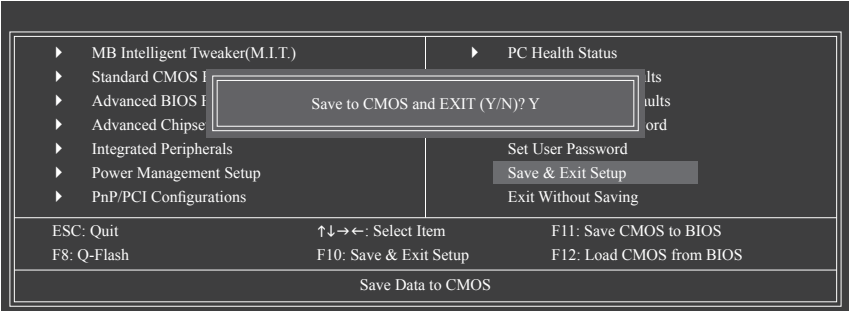 MB Intelligent Tweaker(M.I.T.)
Standard CMOS
Advanced BIOS
Advanced
Integrated Peripherals
Power Management Setup
PnP/PCI Configurations
PC Health Status
Set User Password
Save & Exit Setup
Exit Without Saving
Save to CMOS and EXIT (Y/N)? Y
ESC: Quit
↑↓→←: Select Item
F11: Save CMOS to BIOS
F8: Q-Flash
F10: Save & Exit Setup
F12: Load CMOS from BIOS
Save Data to CMOS